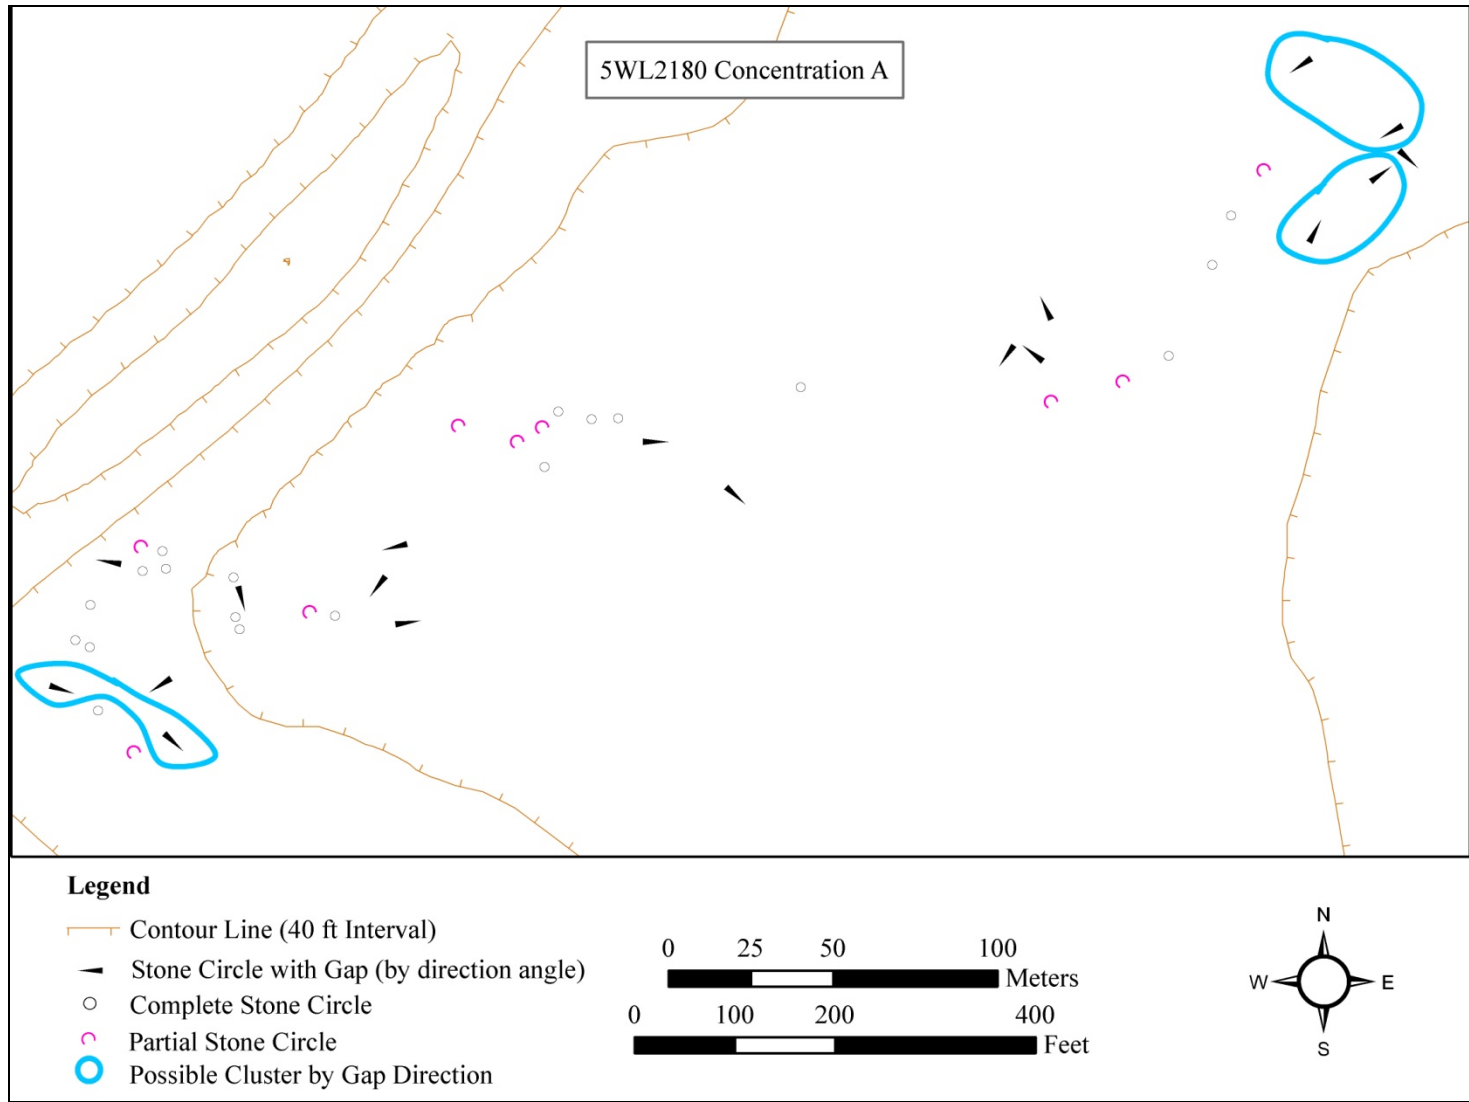 5WL2180 Concentration A
Legend
Contour Line (40 ft Interval)
Stone Circle with Gap (by direction angle)
Complete Stone Circle
Partial Stone Circle
Possible Cluster by Gap Direction
0 25 50 100
Meters
0 100 200 400
Feet
N
W E
S